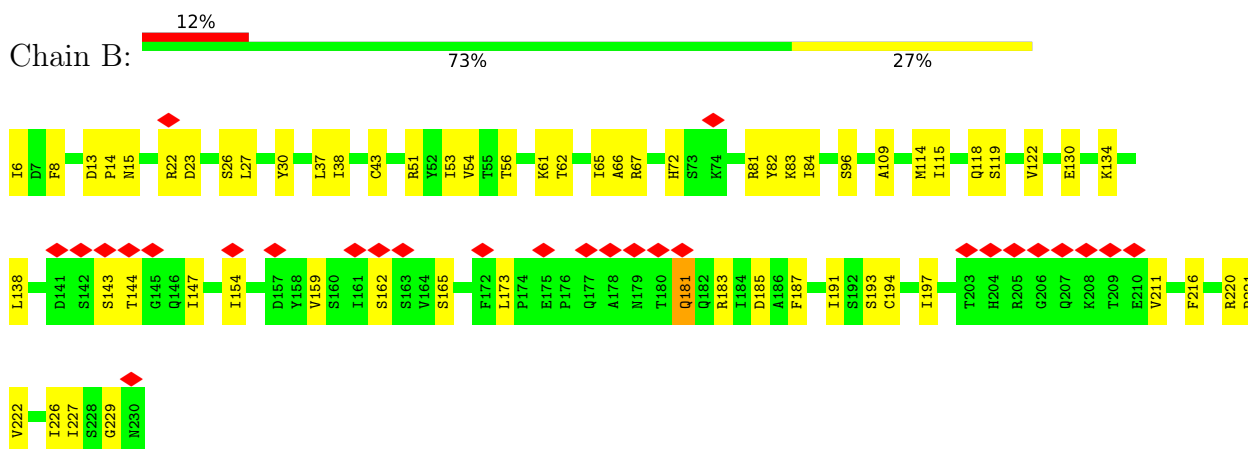 12%
Chain B:
73% 27%
I6 D7 F8 D13 P14 N15 R22 D23 S26 L27 Y30 L37 I38 C43 R51 Y52 I53 V54 T55 T56 K61 T62 I65 A66 R67 H72 S73 K74 R81 Y82 K83 I84 S96 A109 M114 I115 Q118 S119 V122 E130 K134
L138 D141 S142 S143 T144 G145 Q146 I147 I154 D157 Y158 V159 S160 I161 S162 S163 V164 S165 F172 L173 P174 E175 P176 Q177 A178 N179 T180 Q181 Q182 R183 I184 D185 A186 F187 I191 S192 S193 C194 I197 T203 H204 R205 G206 Q207 K208 T209 E210 V211 F216 R220
V222 I226 I227 S228 G229 N230